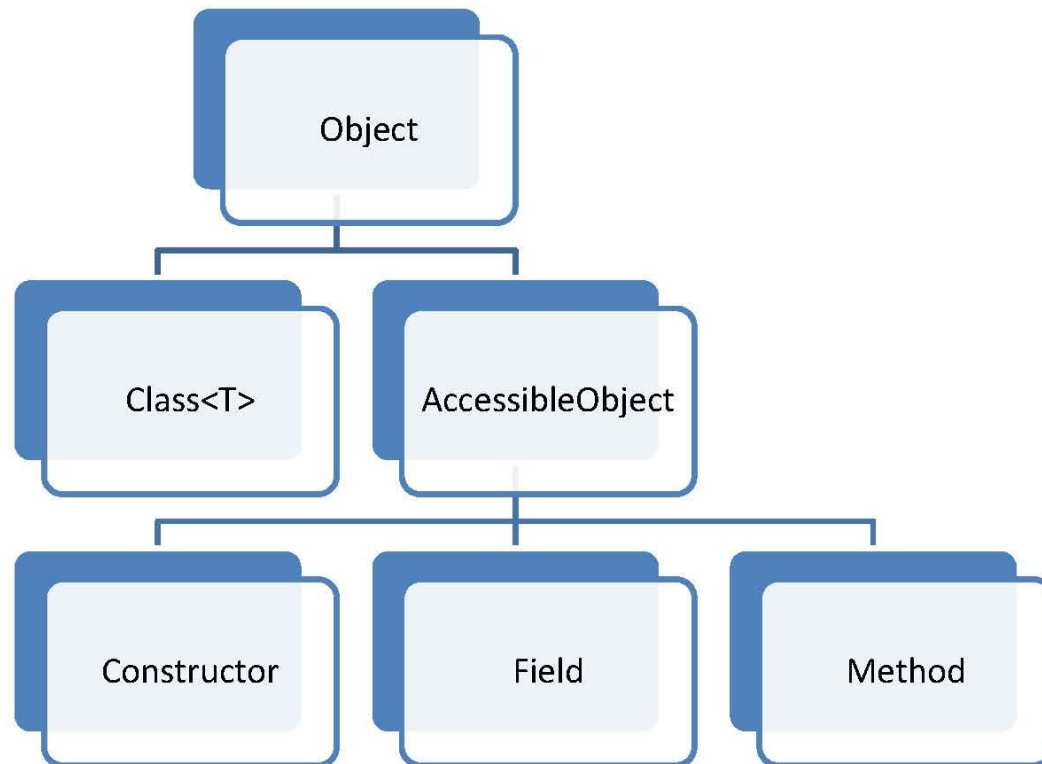 Object
Class<T>
AccessibleObject
Constructor
Field
Method